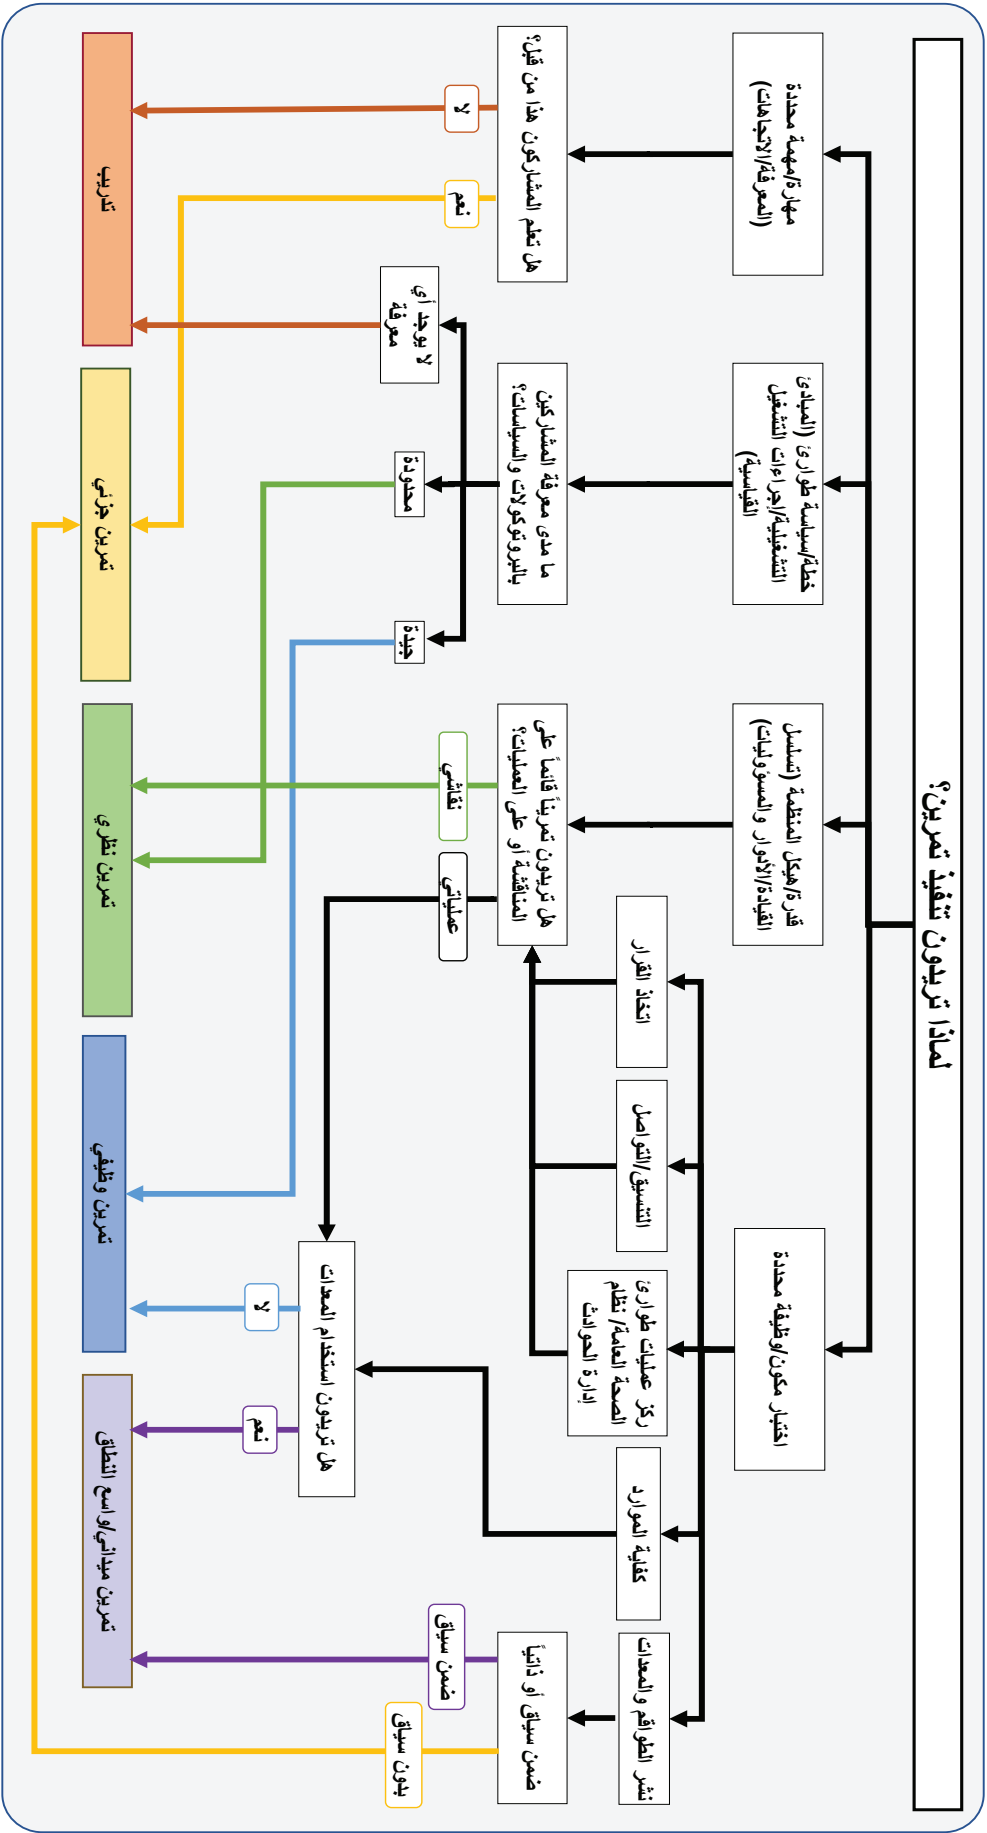 لماذا تريدون تنفيذ تمرين؟
مهارة/مهمة محددة
(المعرفة/الاتجاهات)
خطة/سياسة طوارئ (المبادئ
التشغيلية/إجراءات التشغيل
القياسية)
قدرة/هيكل المنظمة (تسلسل
القيادة/الأدوار والمسؤوليات)
اختبار مكون/وظيفة محددة
اتخاذ القرار
التنسيق/التواصل
ركز عمليات طوارئ
الصحة العامة/ نظام
إدارة الحوادث
كفاية الموارد
نشر الطواقم والمعدات
هل تعلم المشاركون هذا من قبل؟
ما مدى معرفة المشاركين
بالبروتوكولات والسياسات؟
هل تريدون تمريناً قائماً على
المناقشة أو على العمليات؟
ضمن سياق أو ذاتياً
لا
نعم
لا يوجد أي
معرفة
محدودة
جيدة
نقاشي
عملياتي
ضمن سياق
بدون سياق
هل تريدون استخدام المعدات
لا
نعم
تدريب
تمرين جزئي
تمرين نظري
تمرين وظيفي
تمرين ميداني/واسع النطاق